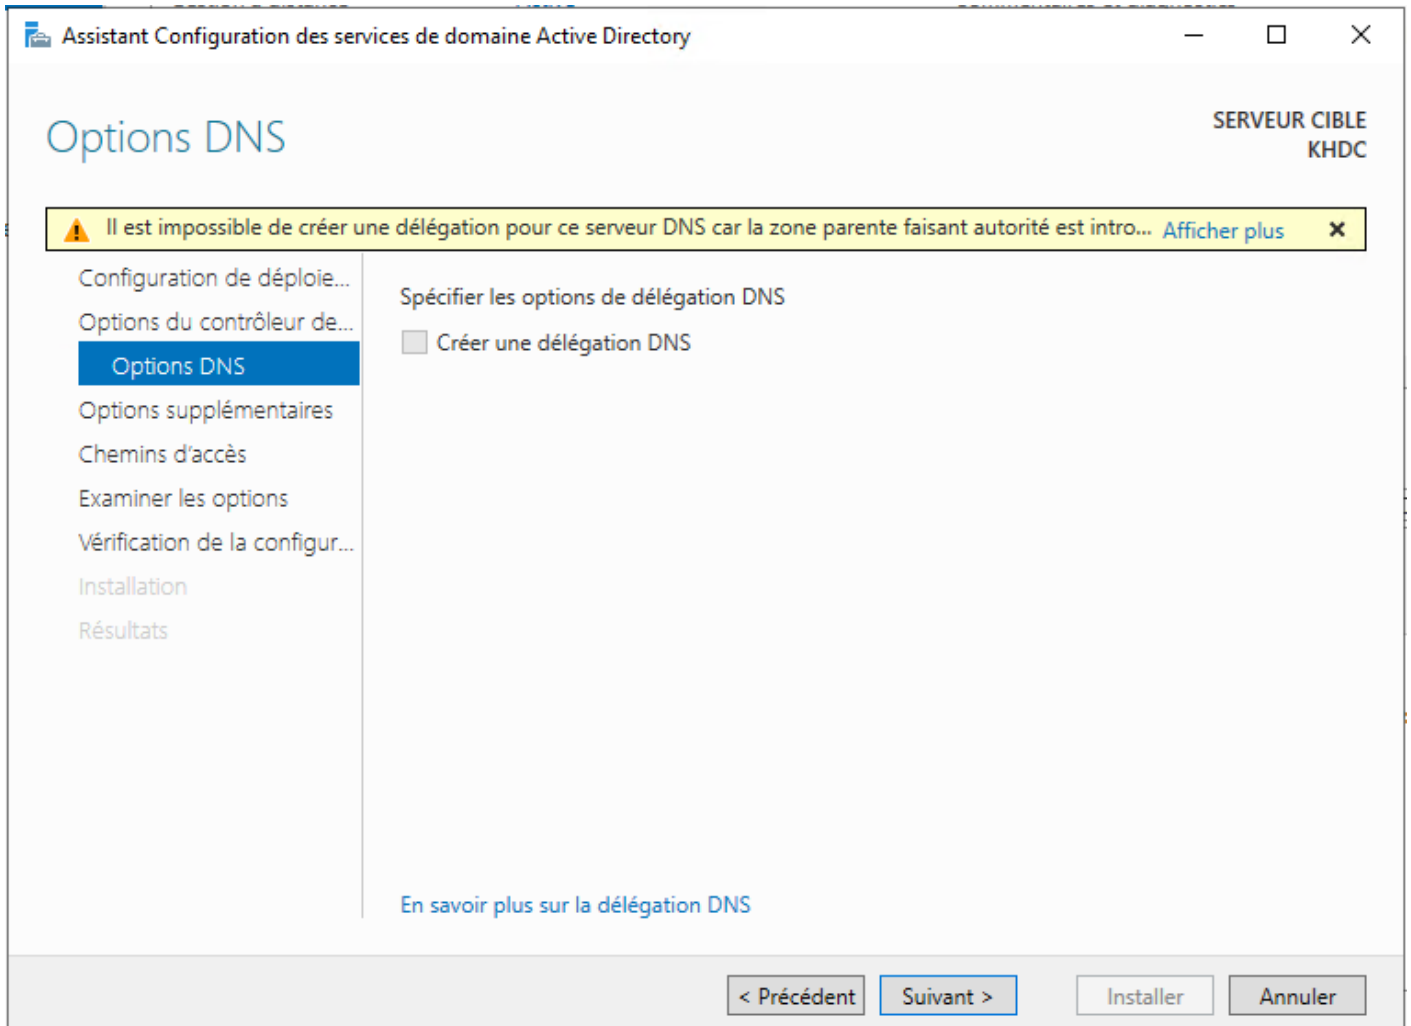 Assistant Configuration des services de domaine Active Directory
Options DNS
SERVEUR CIBLE
KHDC
Il est impossible de créer une délégation pour ce serveur DNS car la zone parente faisant autorité est intro... Afficher plus
Configuration de déploie...
Options du contrôleur de...
Options DNS
Options supplémentaires
Chemins d'accès
Examiner les options
Vérification de la configur...
Installation
Résultats
Spécifier les options de délégation DNS
Créer une délégation DNS
En savoir plus sur la délégation DNS
< Précédent
Suivant >
Installer
Annuler